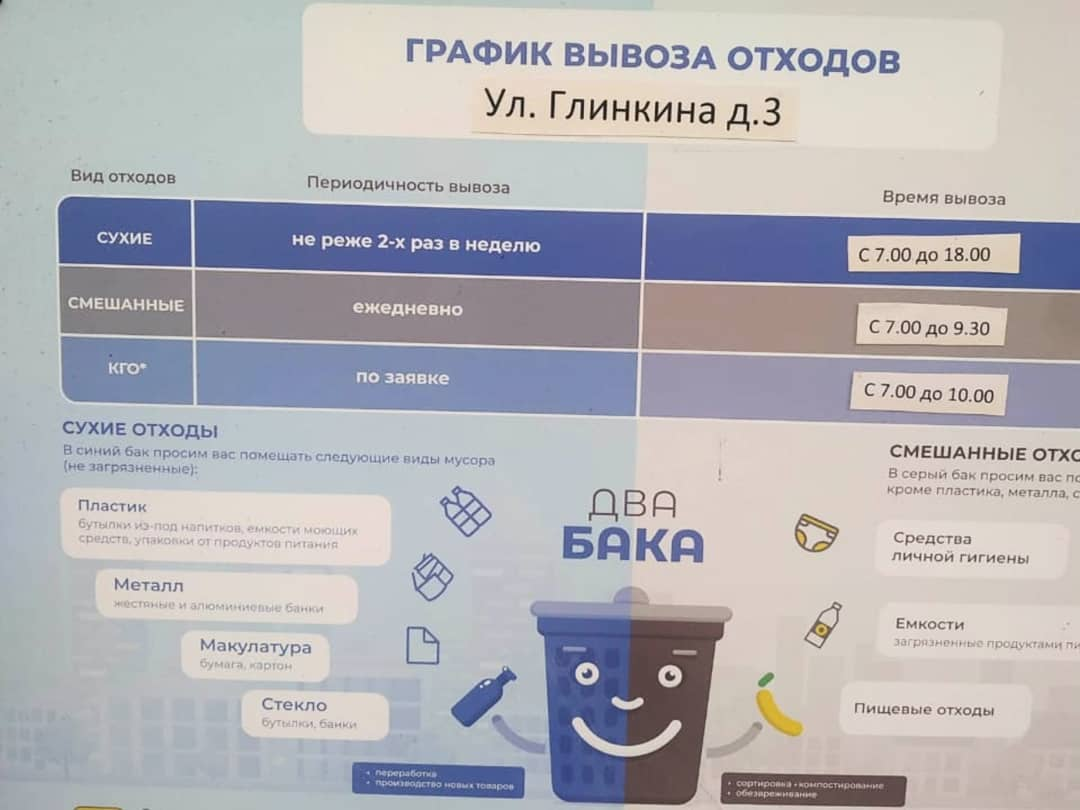 ГРАФИК ВЫВОЗА ОТХОДОВ
Ул. Глинкина д.3
Вид отходов Периодичность вывоза Время вывоза
СУХИЕ не реже 2-х раз в неделю С 7.00 до 18.00
СМЕШАННЫЕ ежедневно С 7.00 до 9.30
КГО* по заявке С 7.00 до 10.00
СУХИЕ ОТХОДЫ
В синий бак просим вас помещать следующие виды мусора
(не загрязненные):
Пластик
бутылки из-под напитков, емкости моющих
средств, упаковки от продуктов питания
Металл
жестяные и алюминиевые банки
Макулатура
бумага, картон
Стекло
бутылки, банки
• переработка
• производство новых товаров
ДВА
БАКА
СМЕШАННЫЕ ОТХО
В серый бак просим вас по
кроме пластика, металла, с
Средства
личной гигиены
Емкости
загрязненные продуктами пи
Пищевые отходы
• сортировка • компостирование
• обезвреживание